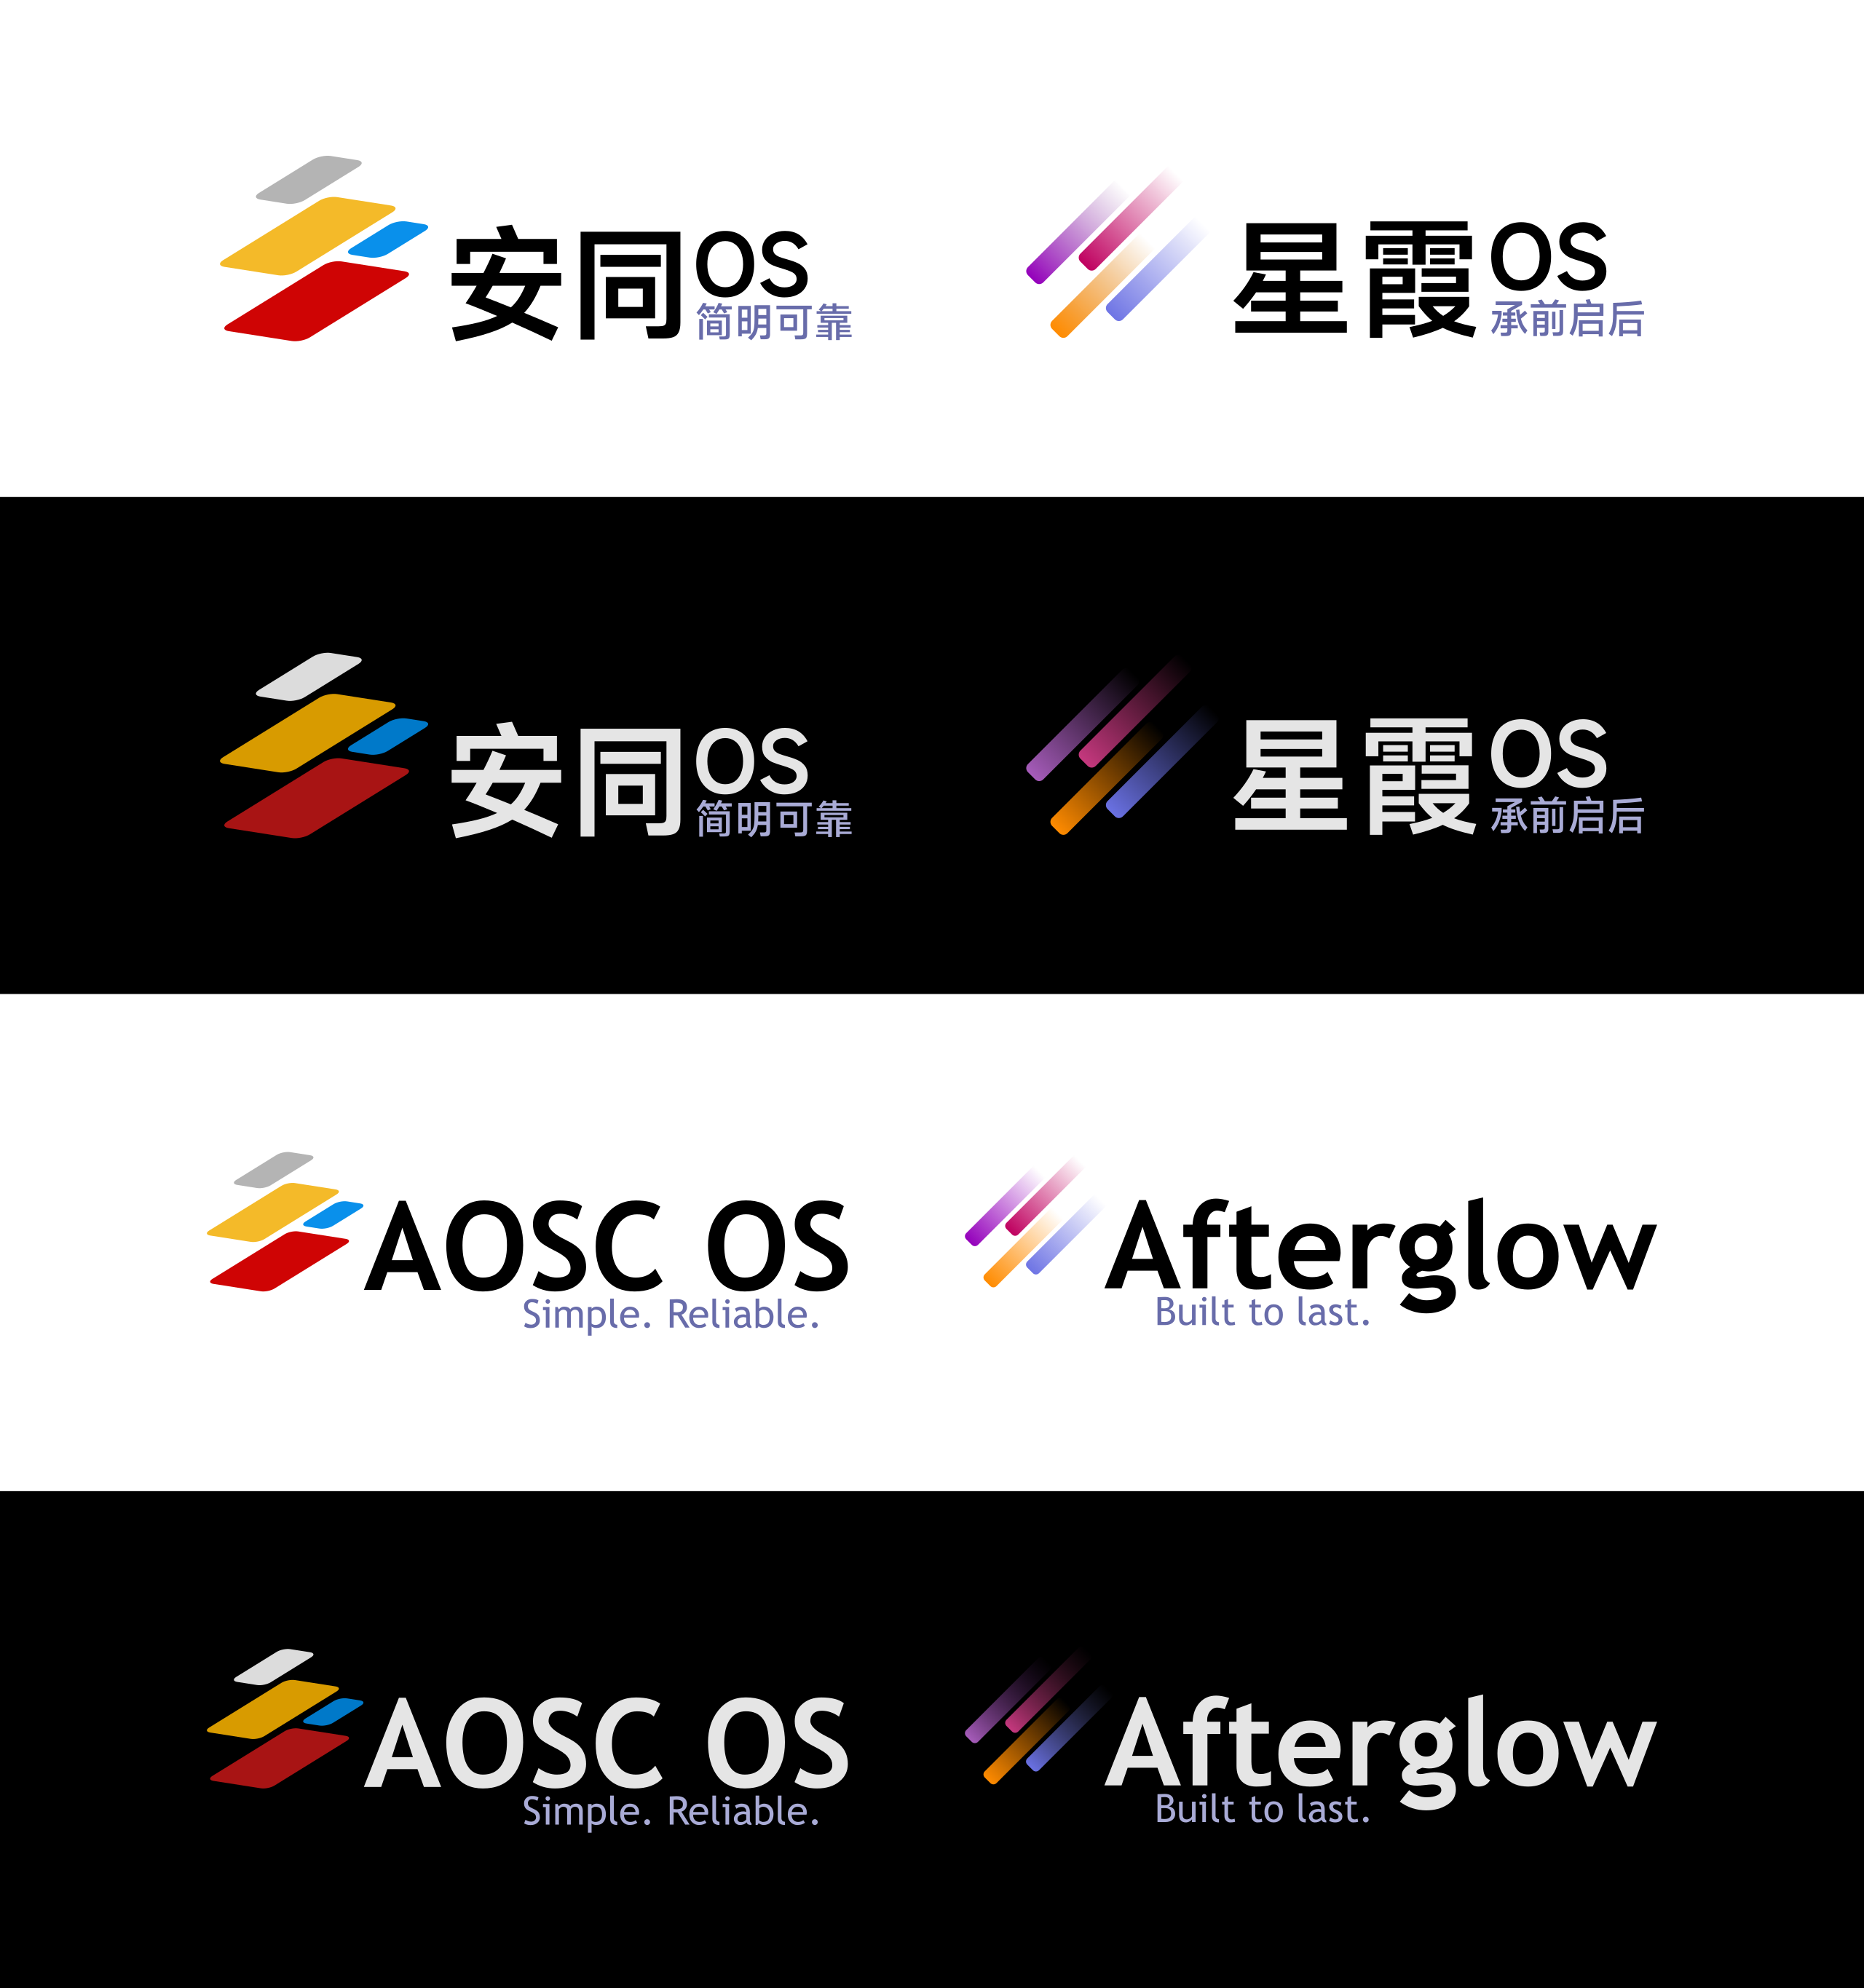 安同OS
简明可靠
星霞OS
承前启后
安同OS
简明可靠
星霞OS
承前启后
AOSC OS
Simple. Reliable.
Afterglow
Built to last.
AOSC OS
Simple. Reliable.
Afterglow
Built to last.